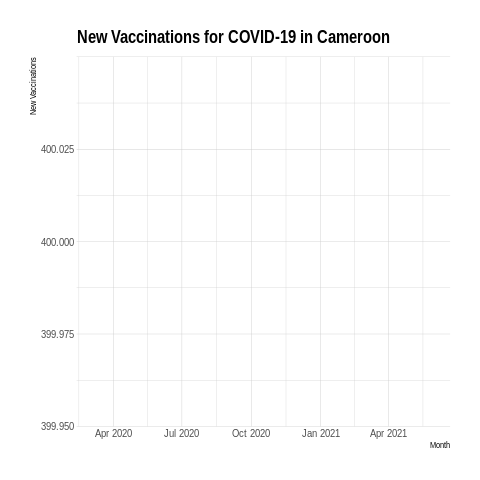 New Vaccinations for COVID-19 in Cameroon
New Vaccinations
400.025
400.000
399.975
399.950
Apr 2020 Jul 2020 Oct 2020 Jan 2021 Apr 2021
Month